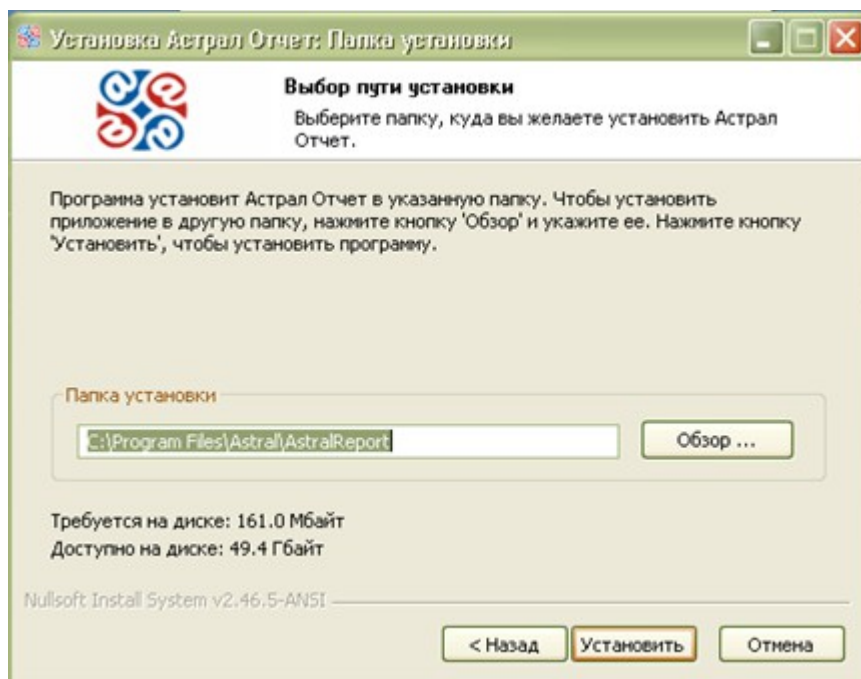 Установка Астрал Отчет: Папка установки
Выбор пути установки
Выберите папку, куда вы желаете установить Астрал
Отчет.
Программа установит Астрал Отчет в указанную папку. Чтобы установить
приложение в другую папку, нажмите кнопку 'Обзор' и укажите ее. Нажмите кнопку
'Установить', чтобы установить программу.
Папка установки
C:\Program Files\Astral\AstralReport
Обзор ...
Требуется на диске: 161.0 Мбайт
Доступно на диске: 49.4 Гбайт
Nullsoft Install System v2.46.5-ANSI
< Назад
Установить
Отмена